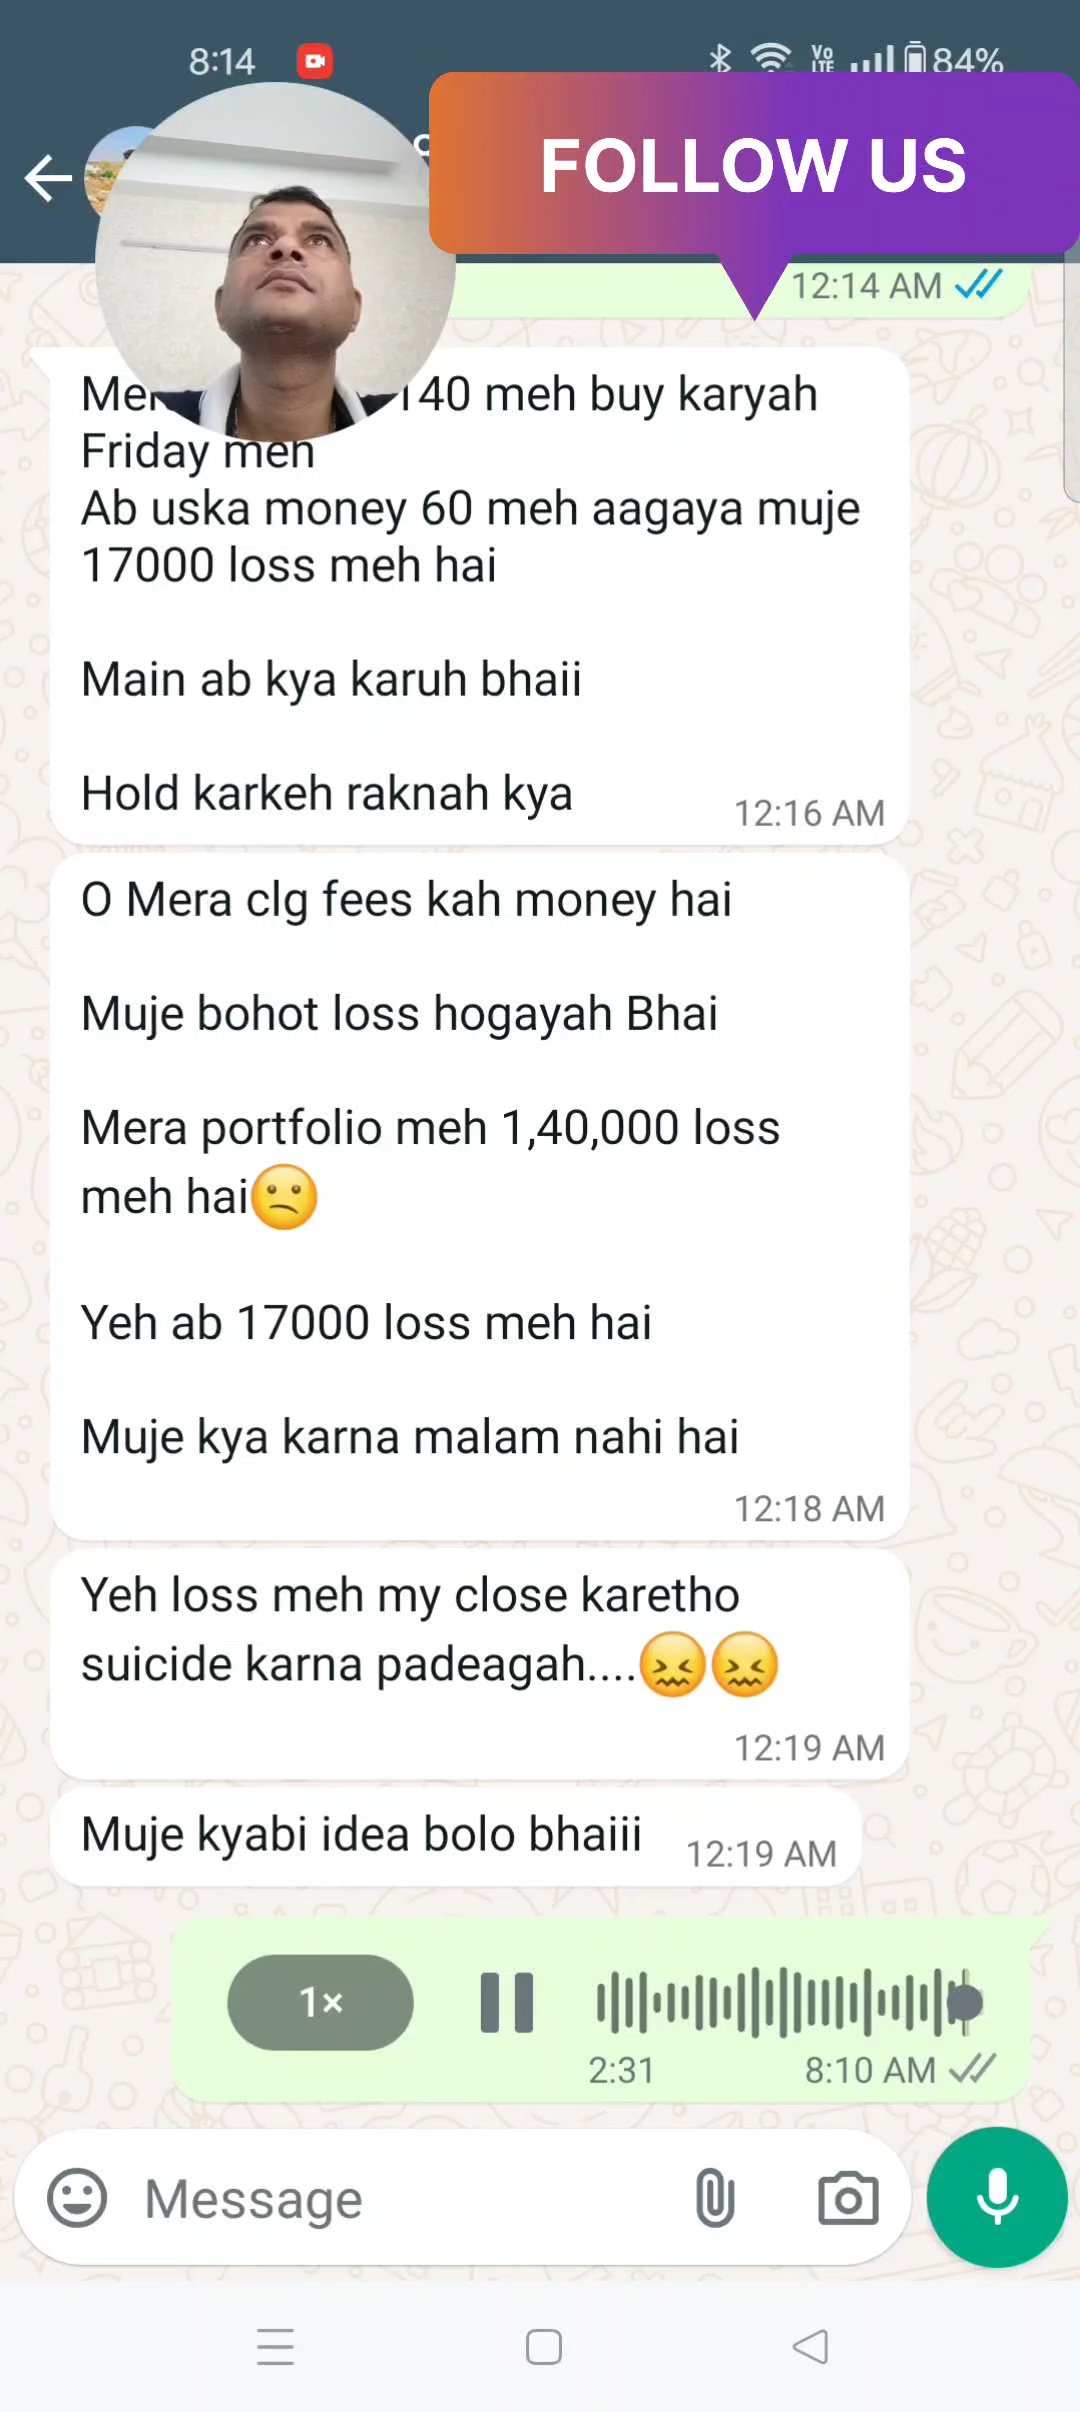 8:14
Vo LTE 84%
FOLLOW US
12:14 AM
140 meh buy karyah
Friday meh
Ab uska money 60 meh aagaya muje
17000 loss meh hai
Main ab kya karuh bhaii
Hold karkeh raknah kya
12:16 AM
O Mera clg fees kah money hai
Muje bohot loss hogayah Bhai
Mera portfolio meh 1,40,000 loss
meh hai
Yeh ab 17000 loss meh hai
Muje kya karna malam nahi hai
12:18 AM
Yeh loss meh my close karetho
suicide karna padeagah....
12:19 AM
Muje kyabi idea bolo bhaiii 12:19 AM
1×
2:31 8:10 AM
Message